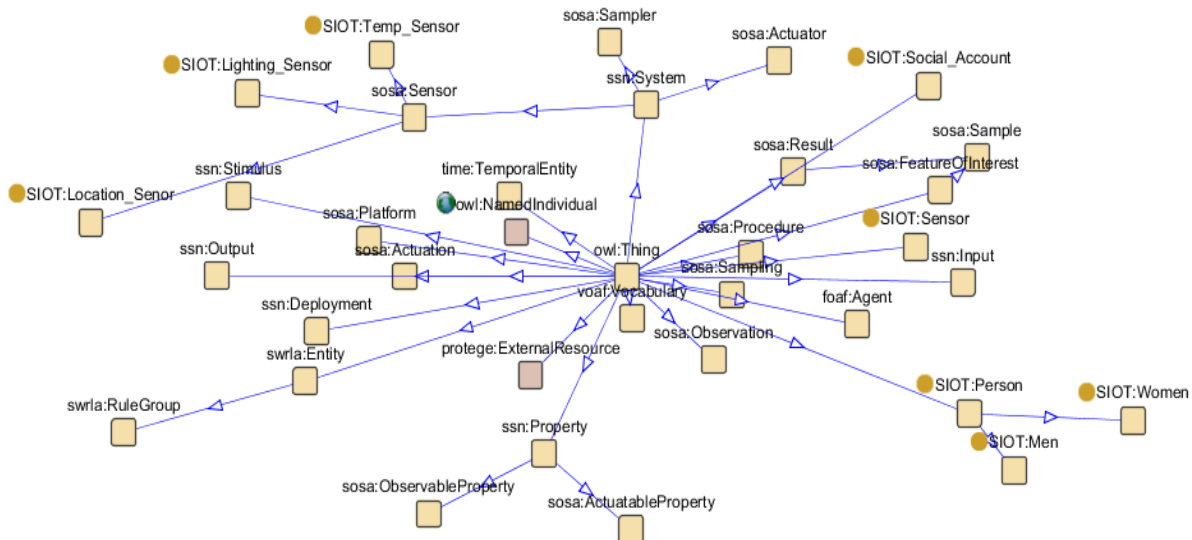 sosa:Sampler
SIOT:Temp_Sensor
sosa:Actuator
SIOT:Lighting_Sensor
SIOT:Social_Account
ssn:System
sosa:Sensor
sosa:Sample
sosa:Result
sosa:FeatureOfInterest
ssn:Stimulus
time:TemporalEntity
SIOT:Location_Senor
owl:NamedIndividual
sosa:Platform
SIOT:Sensor
sosa:Procedure
ssn:Output
sosa:Actuation
owl:Thing
ssn:Input
sosa:Sampling
voaf:Vocabulary
ssn:Deployment
foaf:Agent
sosa:Observation
swrla:Entity
protege:ExternalResource
SIOT:Person
SIOT:Women
swrla:RuleGroup
ssn:Property
SIOT:Men
sosa:ObservableProperty
sosa:ActuatableProperty